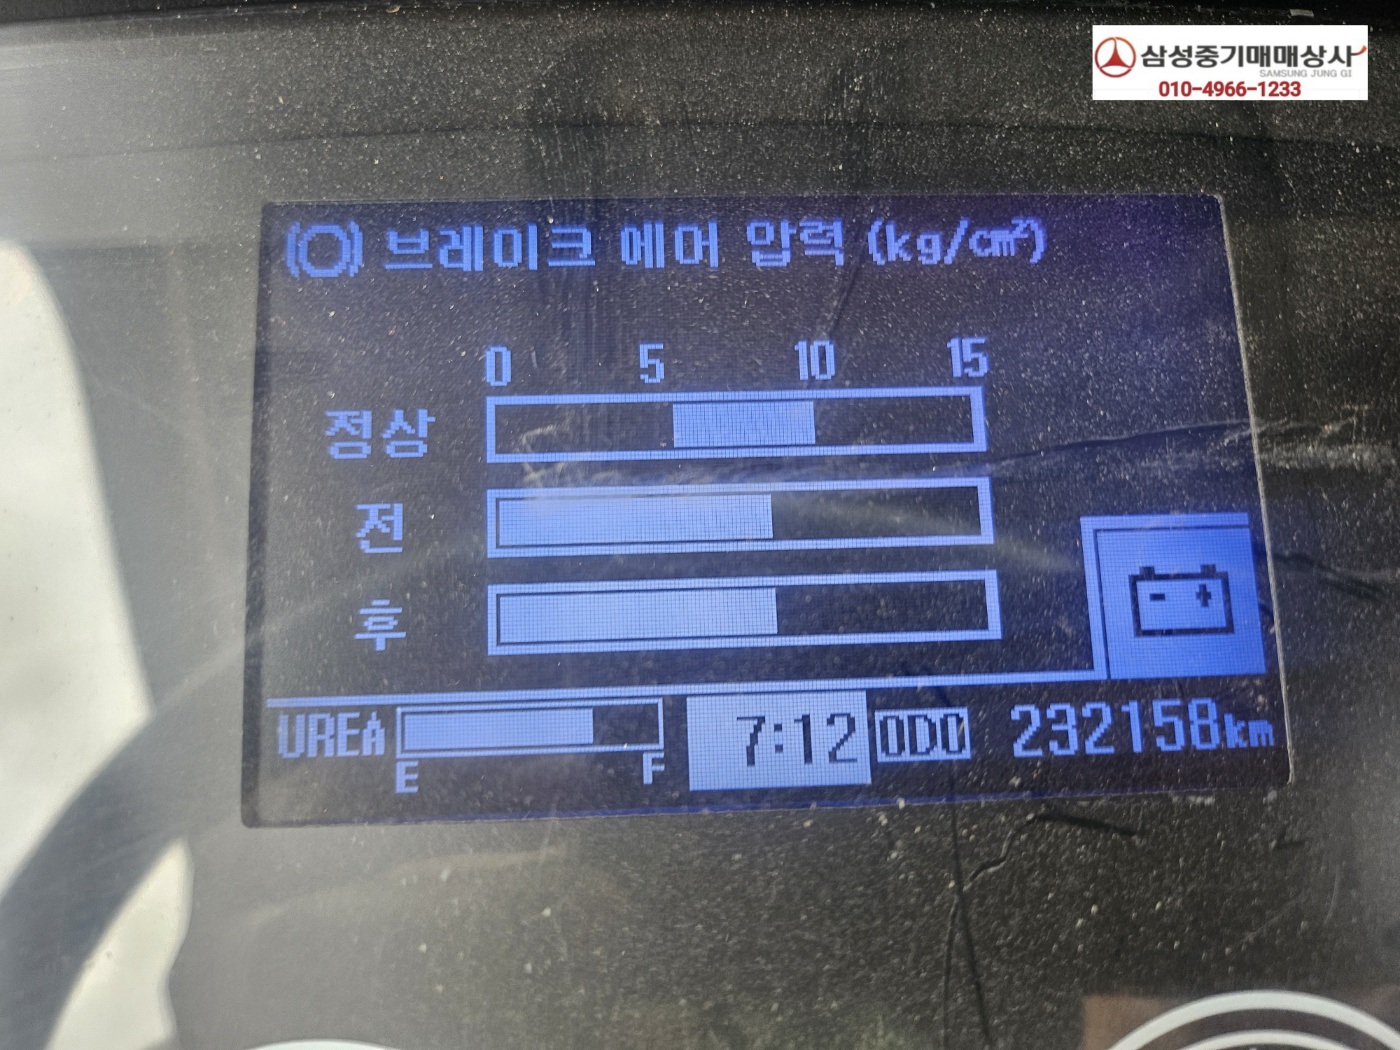 삼성중기매매상사
SAMSUNG JUNG GI
010-4966-1233
브레이크 에어 압력 (kg/cm²)
0 5 10 15
정상
전
후
- +
UREA E F 7:12 ODO 232158km